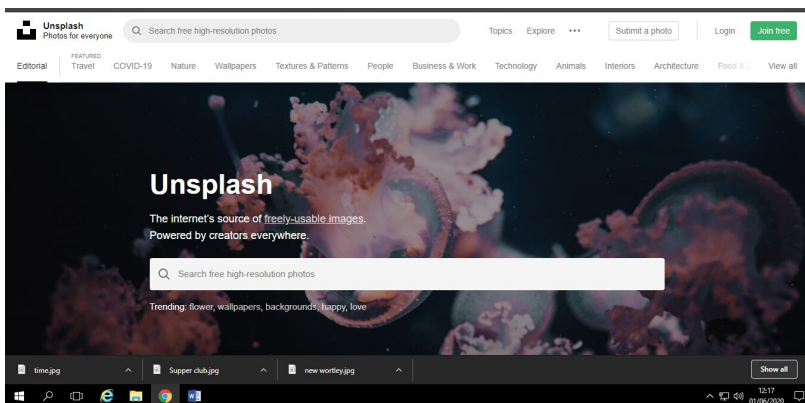 Unsplash
Photos for everyone
Search free high-resolution photos
Topics Explore ••• Submit a photo Login Join free
FEATURED
Editorial Travel COVID-19 Nature Wallpapers Textures & Patterns People Business & Work Technology Animals Interiors Architecture Food & View all
Unsplash
The internet's source of freely-usable images.
Powered by creators everywhere.
Search free high-resolution photos
Trending: flower, wallpapers, backgrounds, happy, love
time.jpg Supper club.jpg new wortley.jpg Show all
12:17
01/06/2020